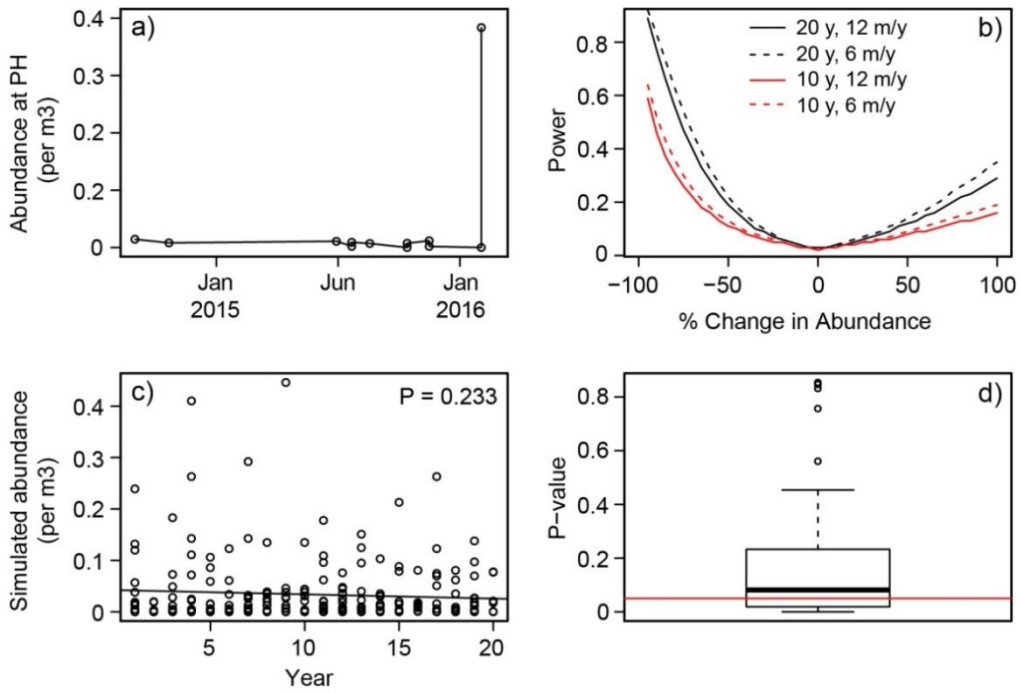 a)
Abundance at PH
(per m3)
0.4
0.3
0.2
0.2
0
Jan
2015
Jun
Jan
2016
b)
20 y, 12 m/y
20 y, 6 m/y
10 y, 12 m/y
10 y, 6 m/y
Power
0.8
0.6
0.4
0.2
0
−100
−50
0
50
100
% Change in Abundance
c)
P = 0.233
Simulated abundance
(per m3)
0.4
0.3
0.2
0.1
0
5
10
15
20
Year
d)
P−value
0.8
0.6
0.4
0.2
0